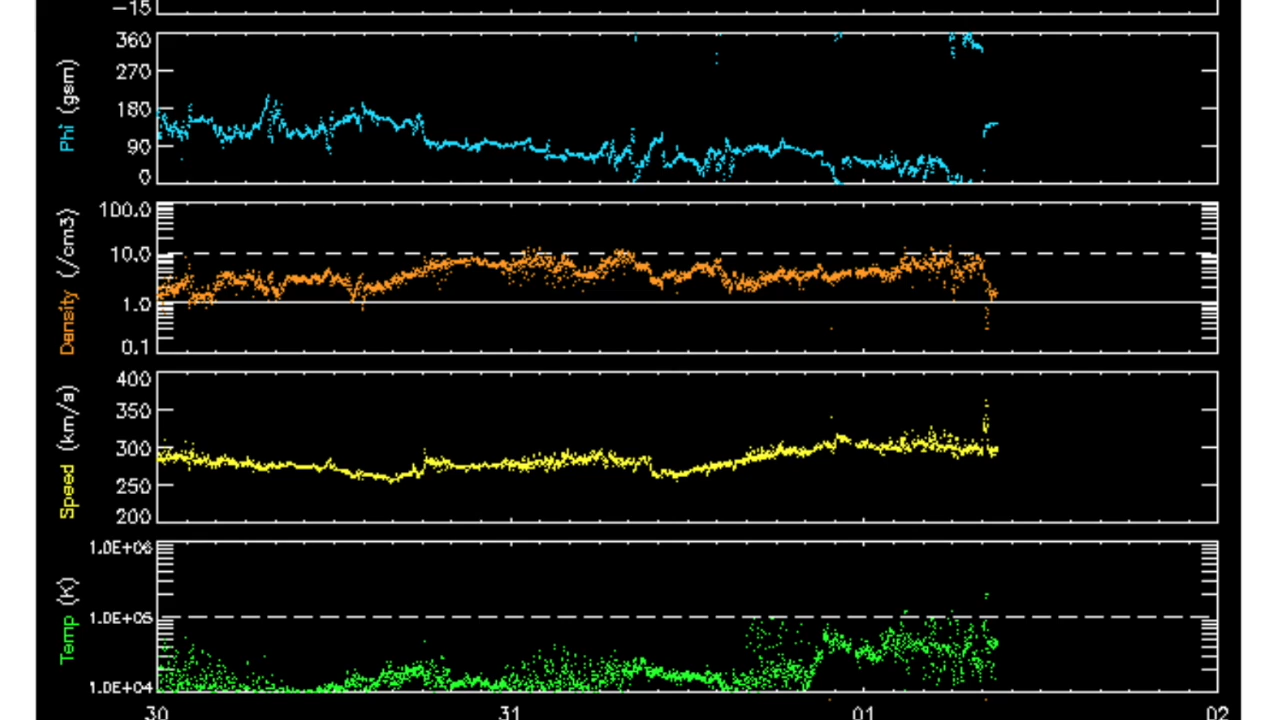 -15
Phi (gsm)
360
270
180
90
0
Density (/cm3)
100.0
10.0
1.0
0.1
Speed (km/s)
400
350
300
250
200
Temp (K)
1.0E+06
1.0E+05
1.0E+04
30
31
01
02